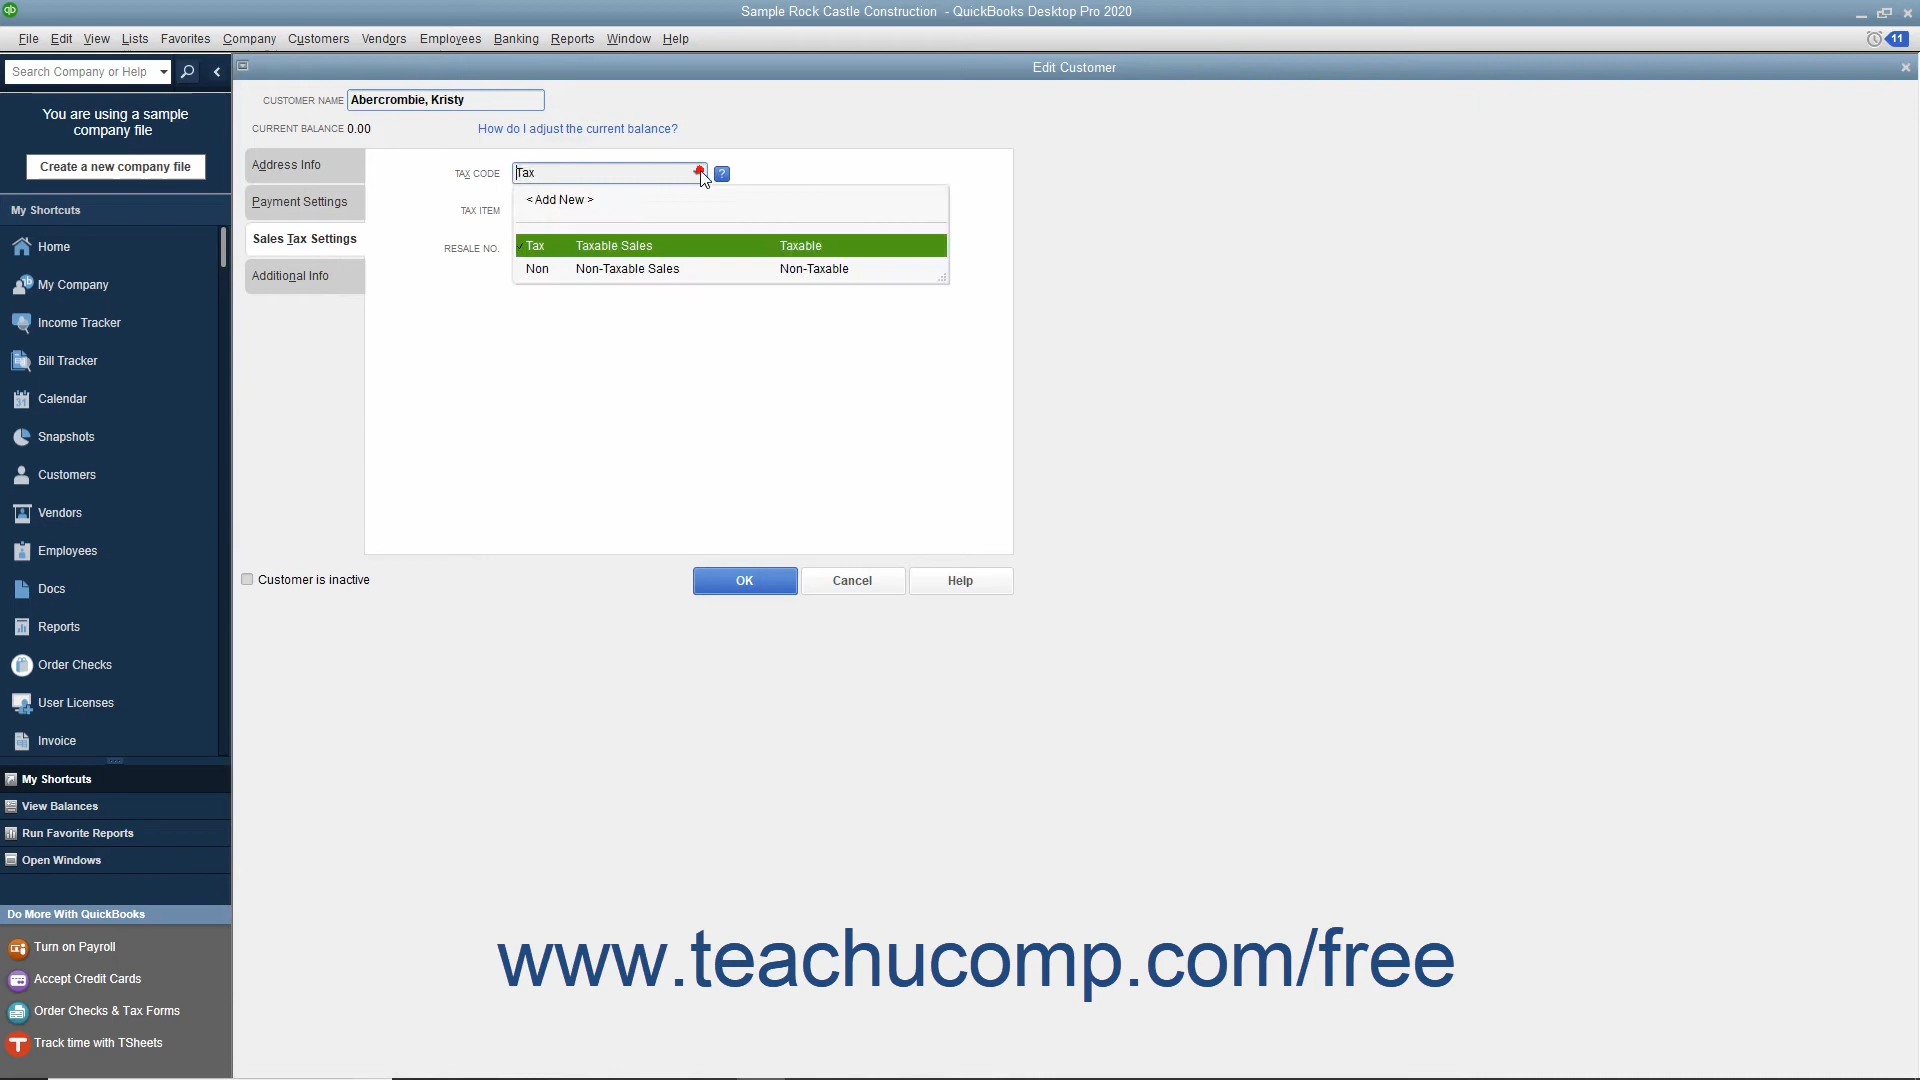 Sample Rock Castle Construction - QuickBooks Desktop Pro 2020
File Edit View Lists Favorites Company Customers Vendors Employees Banking Reports Window Help
11
Search Company or Help
Edit Customer
You are using a sample
company file
Create a new company file
My Shortcuts
Home
My Company
Income Tracker
Bill Tracker
31
Calendar
Snapshots
Customers
Vendors
Employees
Docs
Reports
Order Checks
User Licenses
Invoice
My Shortcuts
View Balances
Run Favorite Reports
Open Windows
Do More With QuickBooks
Turn on Payroll
Accept Credit Cards
Order Checks & Tax Forms
Track time with TSheets
CUSTOMER NAME Abercrombie, Kristy
CURRENT BALANCE 0.00 How do I adjust the current balance?
Address Info
Payment Settings
Sales Tax Settings
Additional Info
TAX CODE Tax ?
TAX ITEM
RESALE NO.
< Add New >
✓ Tax Taxable Sales Taxable
Non Non-Taxable Sales Non-Taxable
Customer is inactive
OK Cancel Help
www.teachucomp.com/free